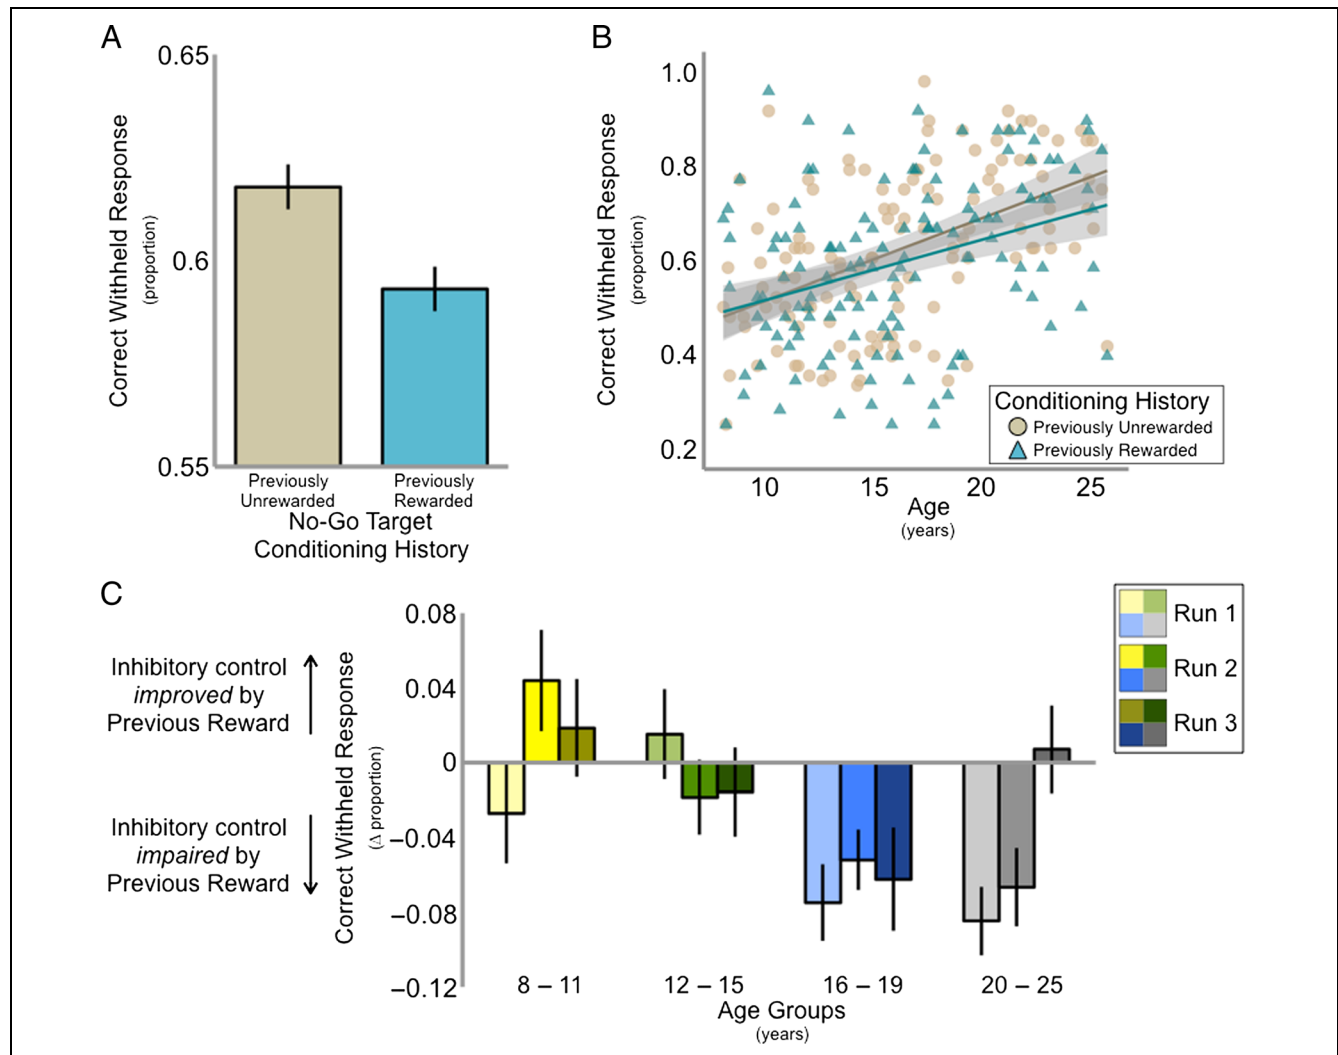 A
0.65
0.6
0.55
Correct Withheld Response
(proportion)
Previously
Unrewarded
Previously
Rewarded
No-Go Target
Conditioning History
B
1.0
0.8
0.6
0.4
0.2
Correct Withheld Response
(proportion)
10
15
20
25
Age
(years)
Conditioning History
Previously Unrewarded
Previously Rewarded
C
Inhibitory control
improved by
Previous Reward
Inhibitory control
impaired by
Previous Reward
Correct Withheld Response
(Δ proportion)
0.08
0.04
0
−0.04
−0.08
−0.12
8 – 11
12 – 15
16 – 19
20 – 25
Age Groups
(years)
Run 1
Run 2
Run 3